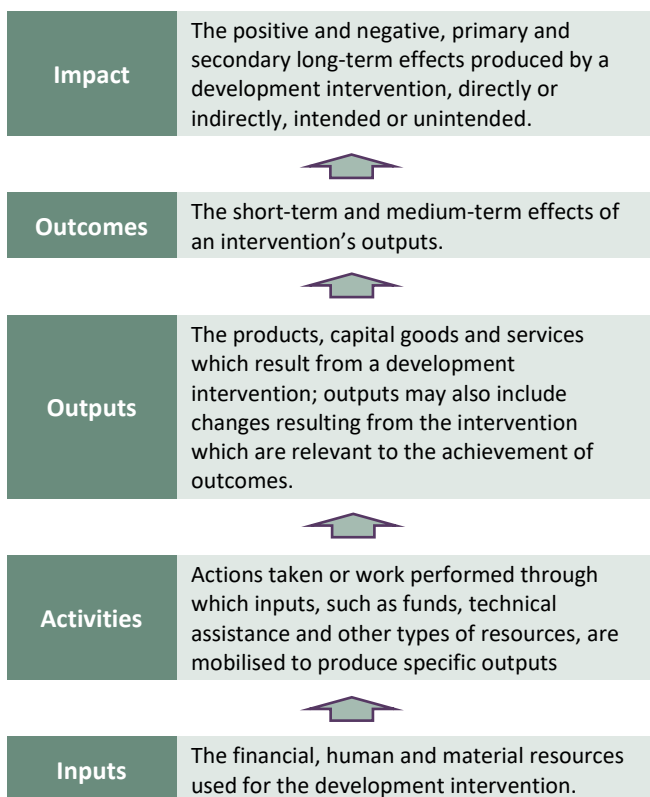 Impact
The positive and negative, primary and
secondary long-term effects produced by a
development intervention, directly or
indirectly, intended or unintended.
Outcomes
The short-term and medium-term effects of
an intervention’s outputs.
Outputs
The products, capital goods and services
which result from a development
intervention; outputs may also include
changes resulting from the intervention
which are relevant to the achievement of
outcomes.
Activities
Actions taken or work performed through
which inputs, such as funds, technical
assistance and other types of resources, are
mobilised to produce specific outputs
Inputs
The financial, human and material resources
used for the development intervention.